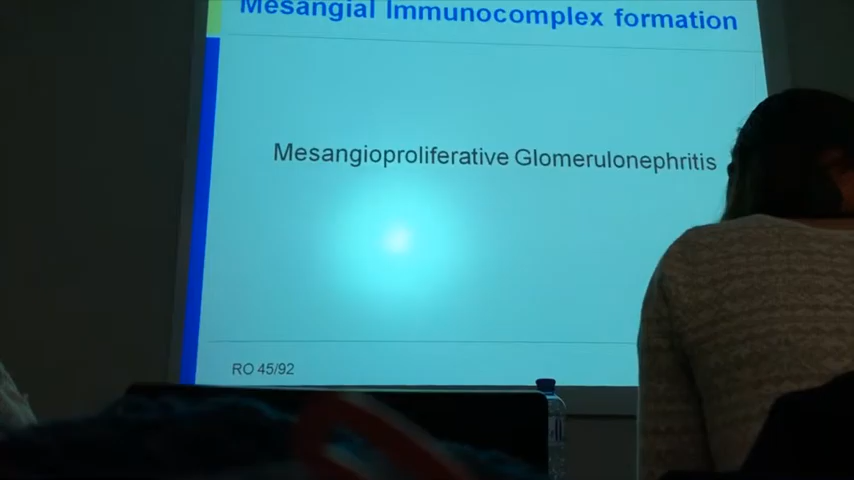 Mesangial Immunocomplex formation
Mesangioproliferative Glomerulonephritis
RO 45/92